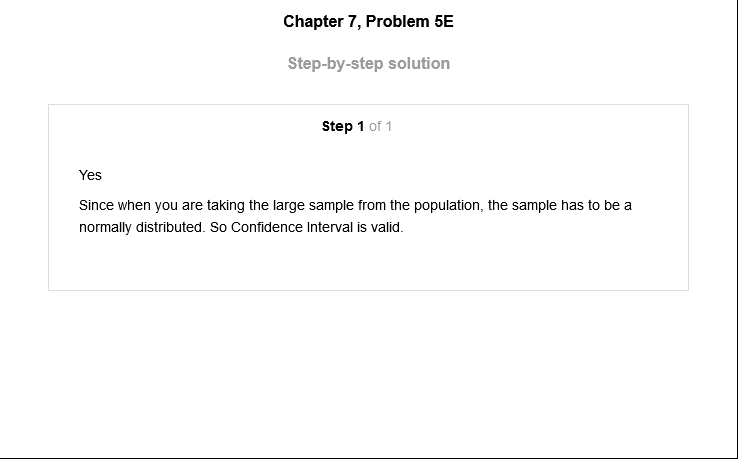 Chapter 7, Problem 5E
Step-by-step solution
Step 1 of 1
Yes
Since when you are taking the large sample from the population, the sample has to be a
normally distributed. So Confidence Interval is valid.